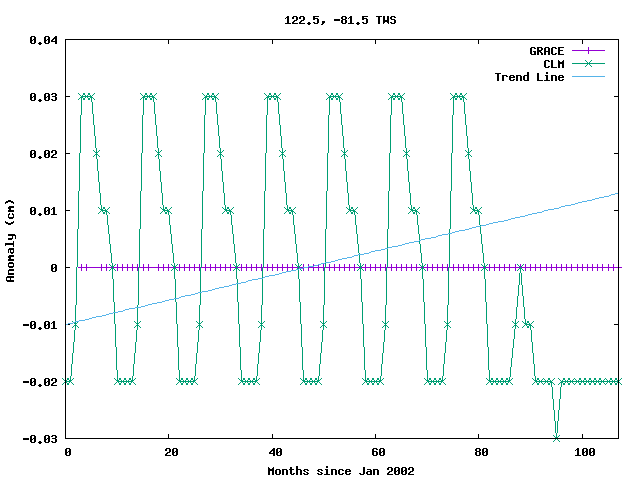 122.5, -81.5 TWS
0.04
GRACE
CLM
Trend Line
0.03
0.02
0.01
0
-0.01
-0.02
-0.03
Anomaly (cm)
0 20 40 60 80 100
Months since Jan 2002